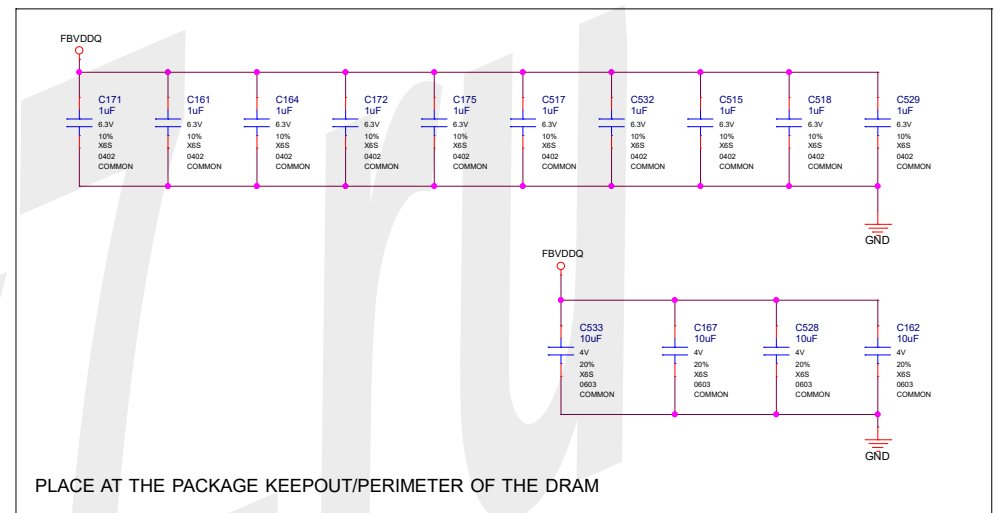 FBVDDQ
C171 C161 C164 C172 C175 C517 C532 C515 C518 C529
1uF 1uF 1uF 1uF 1uF 1uF 1uF 1uF 1uF 1uF
6.3V 6.3V 6.3V 6.3V 6.3V 6.3V 6.3V 6.3V 6.3V 6.3V
10% 10% 10% 10% 10% 10% 10% 10% 10% 10%
X6S X6S X6S X6S X6S X6S X6S X6S X6S X6S
0402 0402 0402 0402 0402 0402 0402 0402 0402 0402
COMMON COMMON COMMON COMMON COMMON COMMON COMMON COMMON COMMON COMMON
GND
FBVDDQ
C533 C167 C528 C162
10uF 10uF 10uF 10uF
4V 4V 4V 4V
20% 20% 20% 20%
X6S X6S X6S X6S
0603 0603 0603 0603
COMMON COMMON COMMON COMMON
GND
PLACE AT THE PACKAGE KEEPOUT/PERIMETER OF THE DRAM